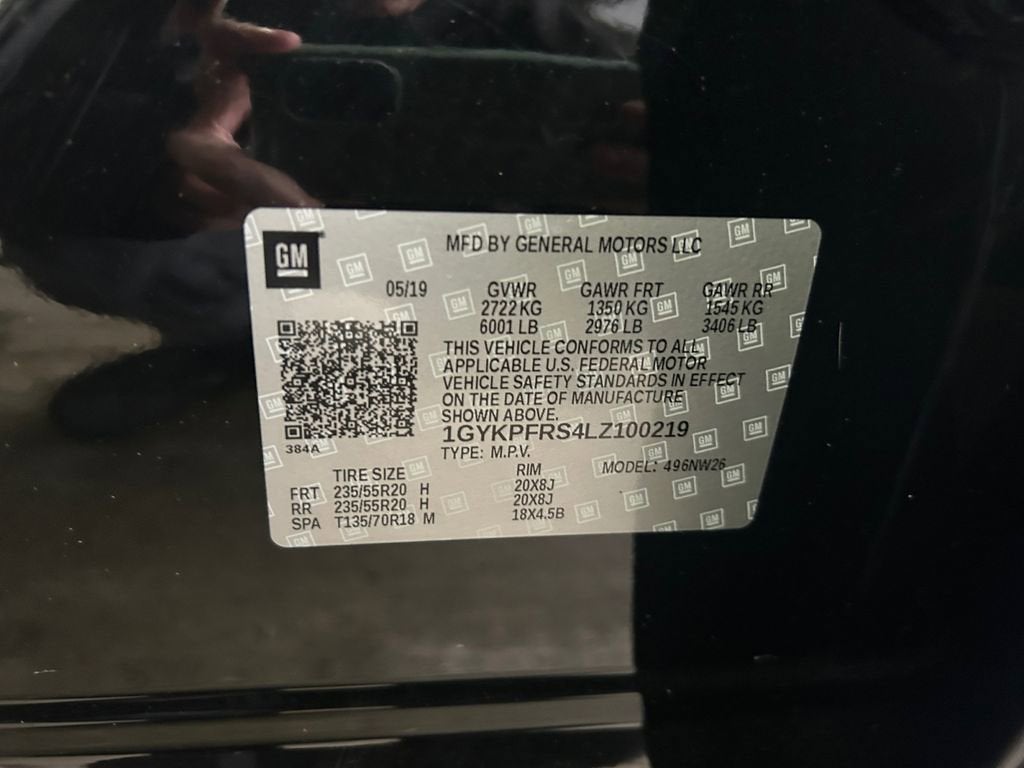 GM
MFD BY GENERAL MOTORS LLC
05/19 GVWR GAWR FRT GAWR RR
2722 KG 1350 KG 1545 KG
6001 LB 2976 LB 3406 LB
THIS VEHICLE CONFORMS TO ALL
APPLICABLE U.S. FEDERAL MOTOR
VEHICLE SAFETY STANDARDS IN EFFECT
ON THE DATE OF MANUFACTURE
SHOWN ABOVE.
1GYKPFRS4LZ100219
384A
TYPE: M.P.V.
TIRE SIZE RIM MODEL: 496NW26
FRT 235/55R20 H 20X8J
RR 235/55R20 H 20X8J
SPA T135/70R18 M 18X4.5B